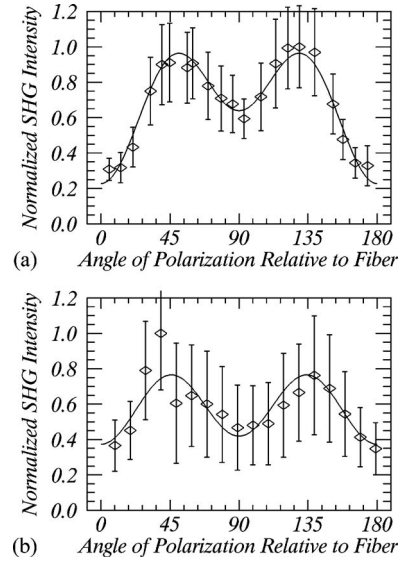 Normalized SHG Intensity
1.2
1.0
0.8
0.6
0.4
0.2
0.0
0 45 90 135 180
(a) Angle of Polarization Relative to Fiber
Normalized SHG Intensity
1.2
1.0
0.8
0.6
0.4
0.2
0.0
0 45 90 135 180
(b) Angle of Polarization Relative to Fiber